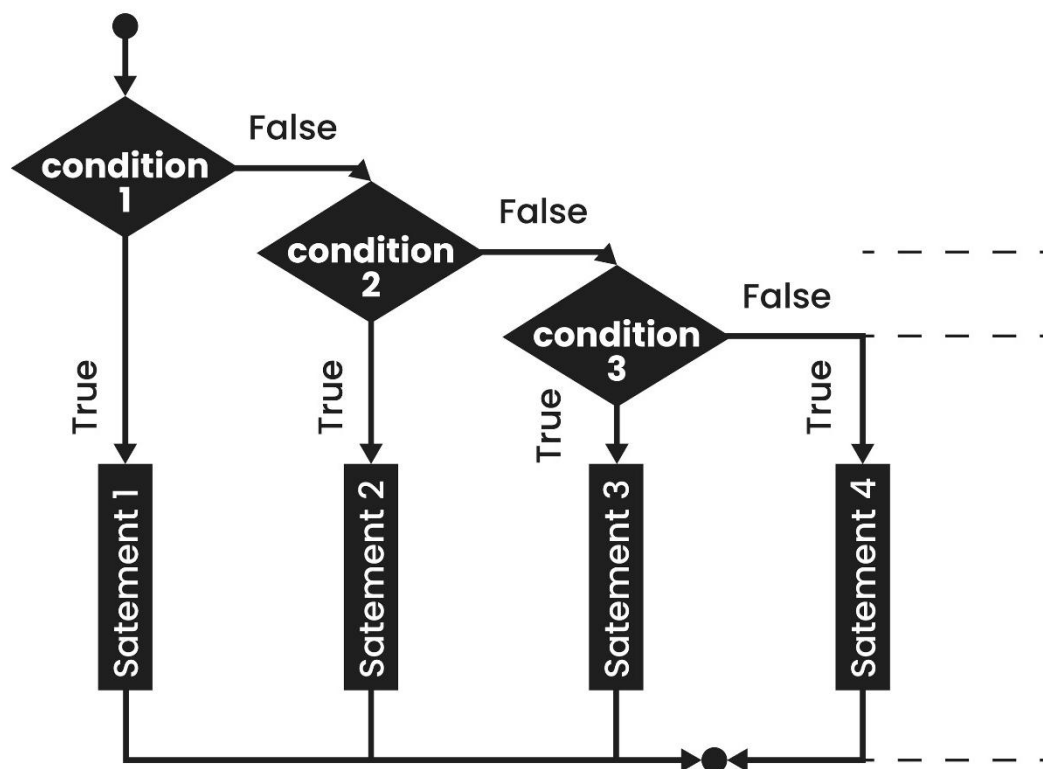 False
condition
1
False
condition
2
False
condition
3
True
True
True
True
Satement 1
Satement 2
Satement 3
Satement 4